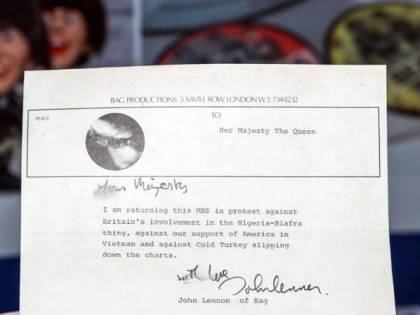 BAG PRODUCTIONS 3, SAVILE ROW, LONDON W.1. 7348232
PEACE
TO
Her Majesty The Queen
Your Majesty
I am returning this MBE in protest against
Britain's involvement in the Nigeria-Biafra
thing, against our support of America in
Vietnam and against Cold Turkey slipping
down the charts.
with love
John Lennon.
John Lennon of Bag